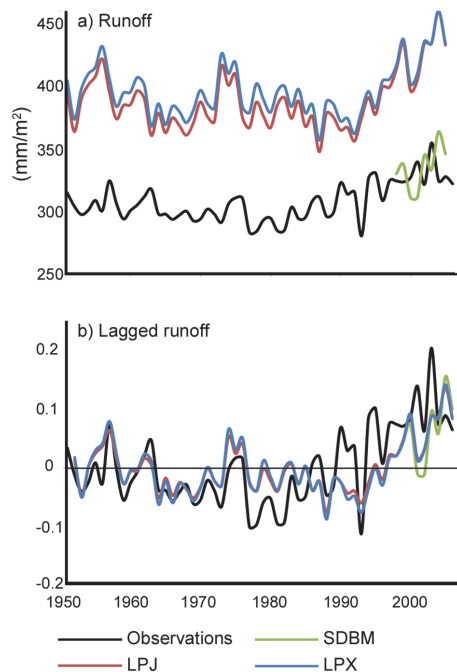 a) Runoff
450
400
350
300
250
(mm/m²)
b) Lagged runoff
0.2
0.1
0
-0.1
-0.2
1950 1960 1970 1980 1990 2000
Observations SDBM
LPJ LPX